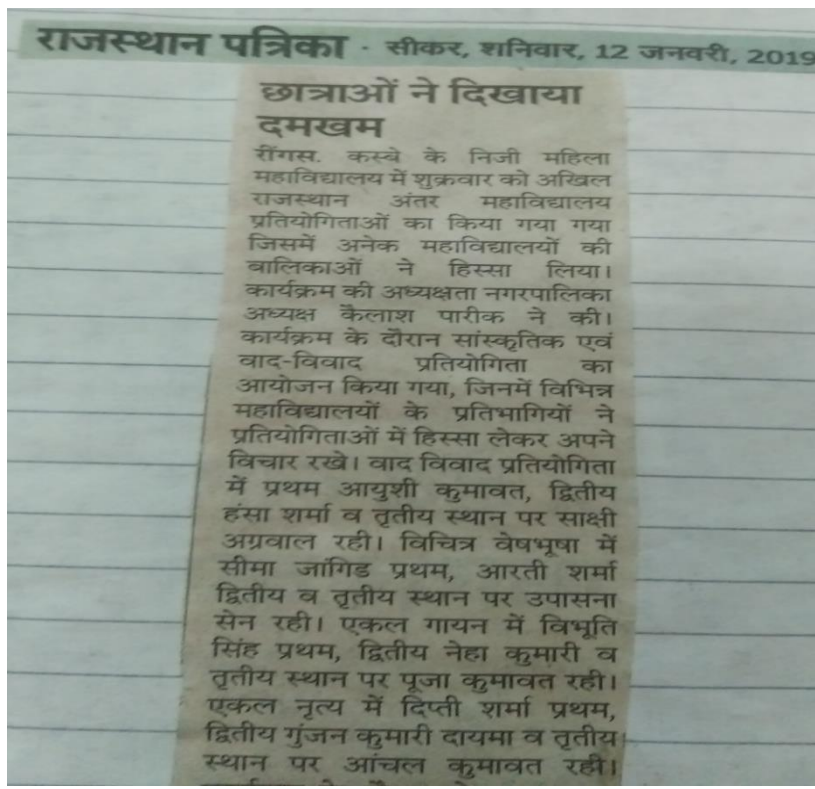 राजस्थान पत्रिका · सीकर, शनिवार, 12 जनवरी, 2019
छात्राओं ने दिखाया
दमखम
रींगस. कस्बे के निजी महिला
महाविद्यालय में शुक्रवार को अखिल
राजस्थान अंतर महाविद्यालय
प्रतियोगिताओं का किया गया गया
जिसमें अनेक महाविद्यालयों की
बालिकाओं ने हिस्सा लिया।
कार्यक्रम की अध्यक्षता नगरपालिका
अध्यक्ष कैलाश पारीक ने की।
कार्यक्रम के दौरान सांस्कृतिक एवं
वाद-विवाद प्रतियोगिता का
आयोजन किया गया, जिनमें विभिन्न
महाविद्यालयों के प्रतिभागियों ने
प्रतियोगिताओं में हिस्सा लेकर अपने
विचार रखे। वाद विवाद प्रतियोगिता
में प्रथम आयुशी कुमावत, द्वितीय
हंसा शर्मा व तृतीय स्थान पर साक्षी
अग्रवाल रही। विचित्र वेषभूषा में
सीमा जांगिड प्रथम, आरती शर्मा
द्वितीय व तृतीय स्थान पर उपासना
सेन रही। एकल गायन में विभूति
सिंह प्रथम, द्वितीय नेहा कुमारी व
तृतीय स्थान पर पूजा कुमावत रही।
एकल नृत्य में दिप्ती शर्मा प्रथम,
द्वितीय गुंजन कुमारी दायमा व तृतीय
स्थान पर आंचल कुमावत रही।